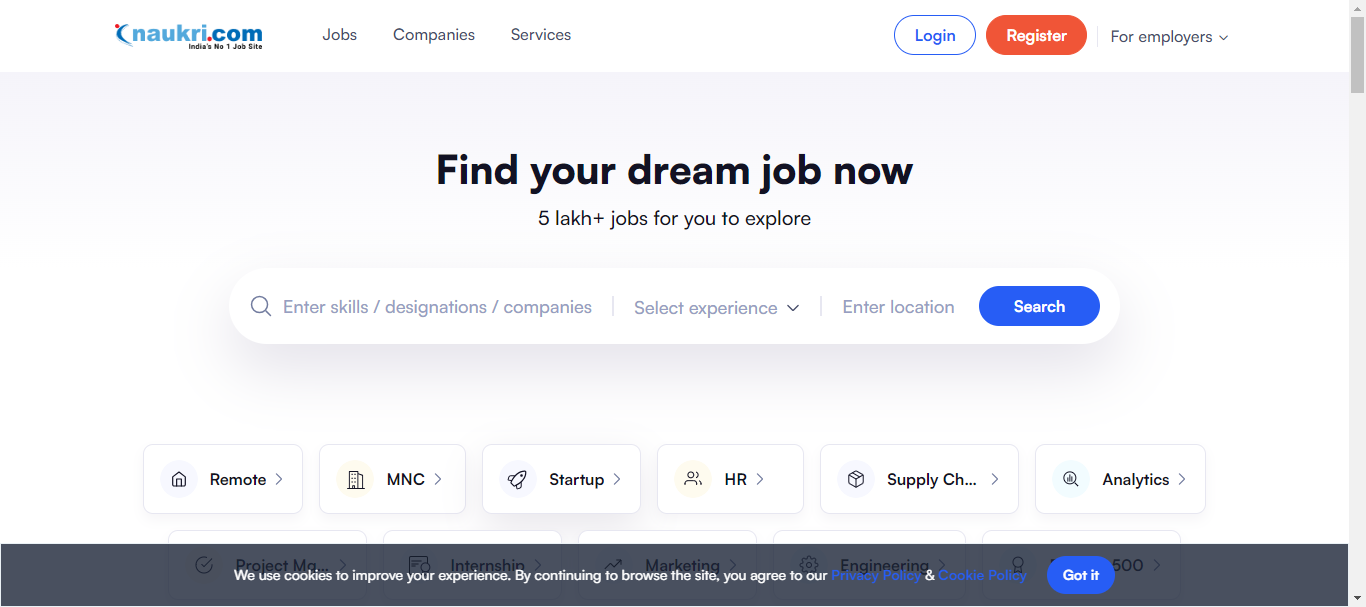 naukri.com
India's No 1 Job Site
Jobs
Companies
Services
Login
Register
For employers
Find your dream job now
5 lakh+ jobs for you to explore
Enter skills / designations / companies
Select experience
Enter location
Search
Remote
MNC
Startup
HR
Supply Ch...
Analytics
Project Ma...
Internship
Marketing
Engineering
500
We use cookies to improve your experience. By continuing to browse the site, you agree to our Privacy Policy & Cookie Policy
Got it